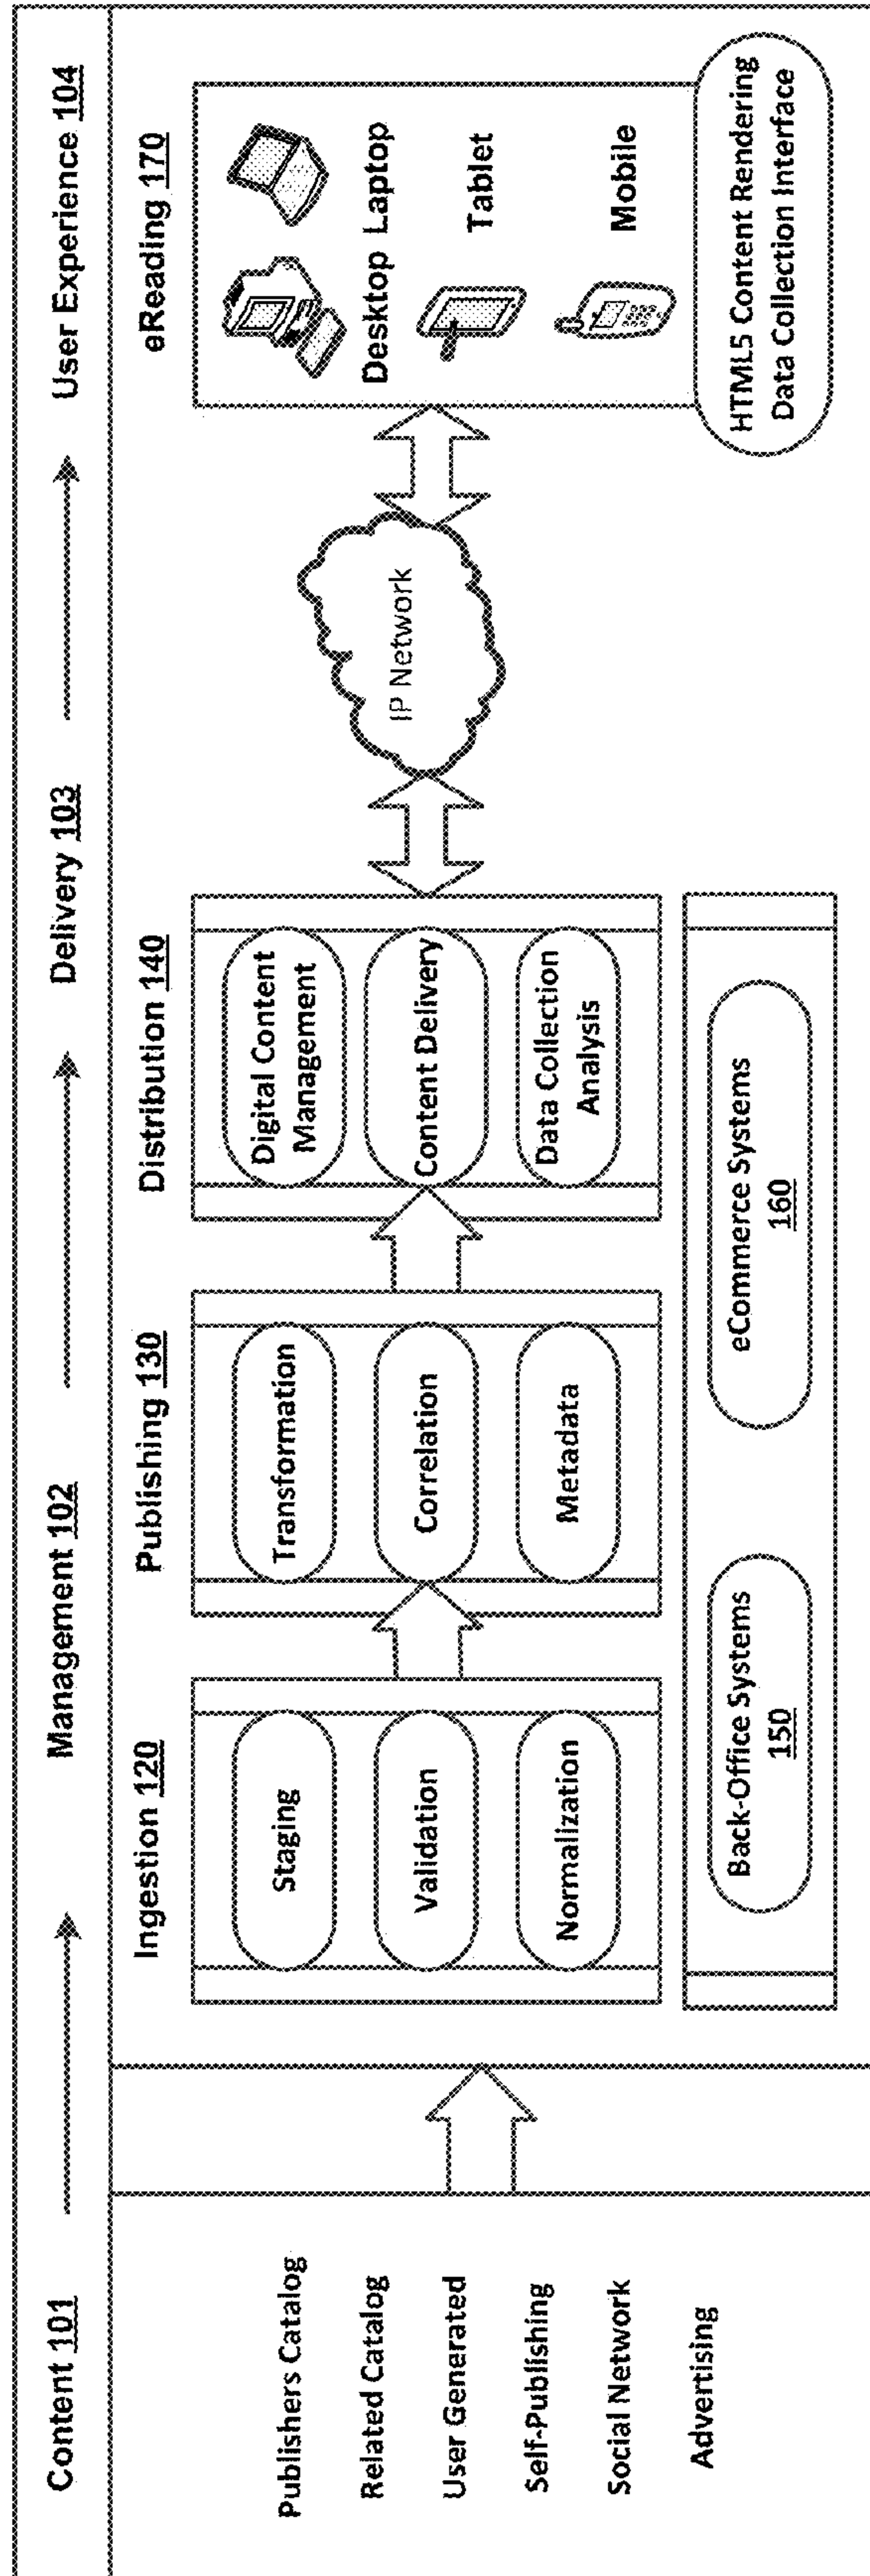 Content 101
Management 102
Delivery 103
User Experience 104
Publishers Catalog
Related Catalog
User Generated
Self-Publishing
Social Network
Advertising
Ingestion 120
Staging
Validation
Normalization
Publishing 130
Transformation
Correlation
Metadata
Distribution 140
Digital Content
Management
Content Delivery
Data Collection
Analysis
Back-Office Systems
150
eCommerce Systems
160
IP Network
eReading 170
Desktop Laptop
Tablet
Mobile
HTML5 Content Rendering
Data Collection Interface